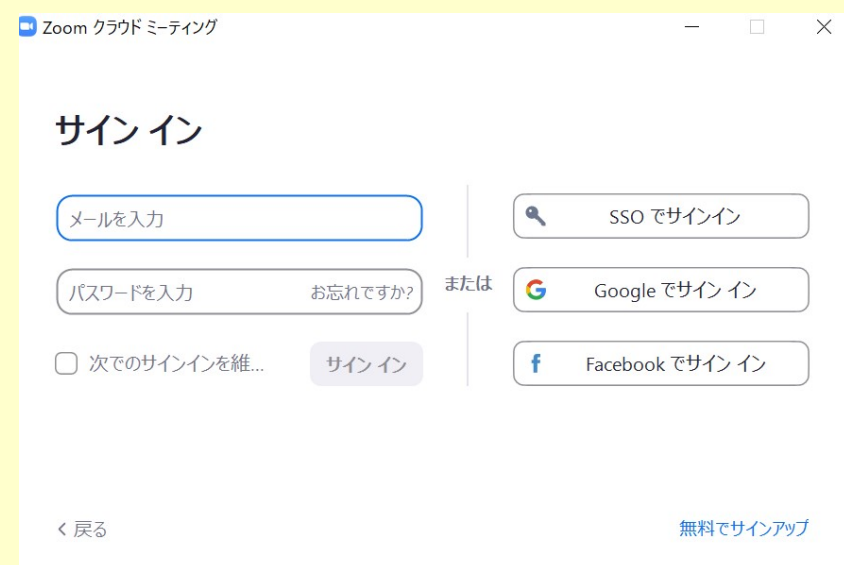 Zoom クラウド ミーティング
サイン イン
メールを入力
パスワードを入力 お忘れですか?
次でのサインインを維...
サイン イン
または
SSO でサインイン
Google でサイン イン
Facebook でサイン イン
戻る
無料でサインアップ